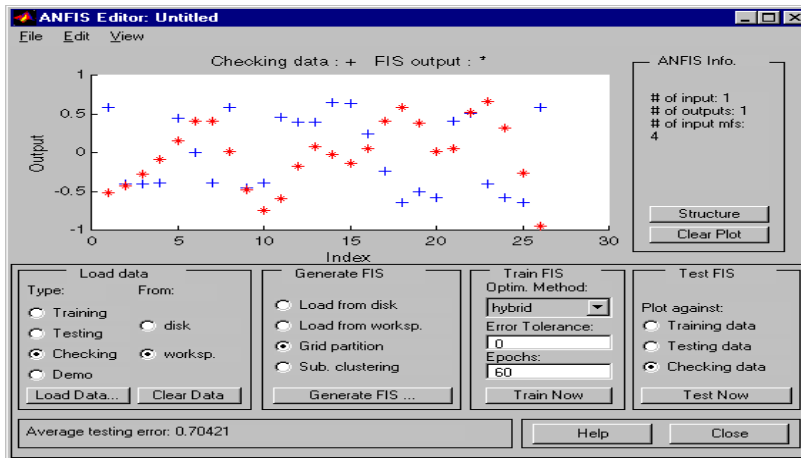 ANFIS Editor: Untitled
File Edit View
Checking data : + FIS output : *
1
0.5
0
-0.5
-1
Output
0 5 10 15 20 25 30
Index
ANFIS Info.
# of input: 1
# of outputs: 1
# of input mfs:
4
Structure
Clear Plot
Load data
Type: From:
Training
Testing
Checking
Demo
disk
worksp.
Load Data... Clear Data
Generate FIS
Load from disk
Load from worksp.
Grid partition
Sub. clustering
Generate FIS ...
Train FIS
Optim. Method:
hybrid
Error Tolerance:
0
Epochs:
60
Train Now
Test FIS
Plot against:
Training data
Testing data
Checking data
Test Now
Average testing error: 0.70421
Help Close